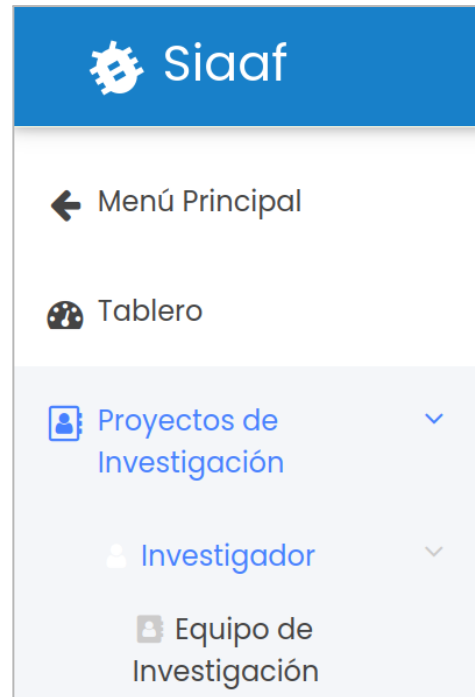 Siaaf
Menú Principal
Tablero
Proyectos de
Investigación
Investigador
Equipo de
Investigación